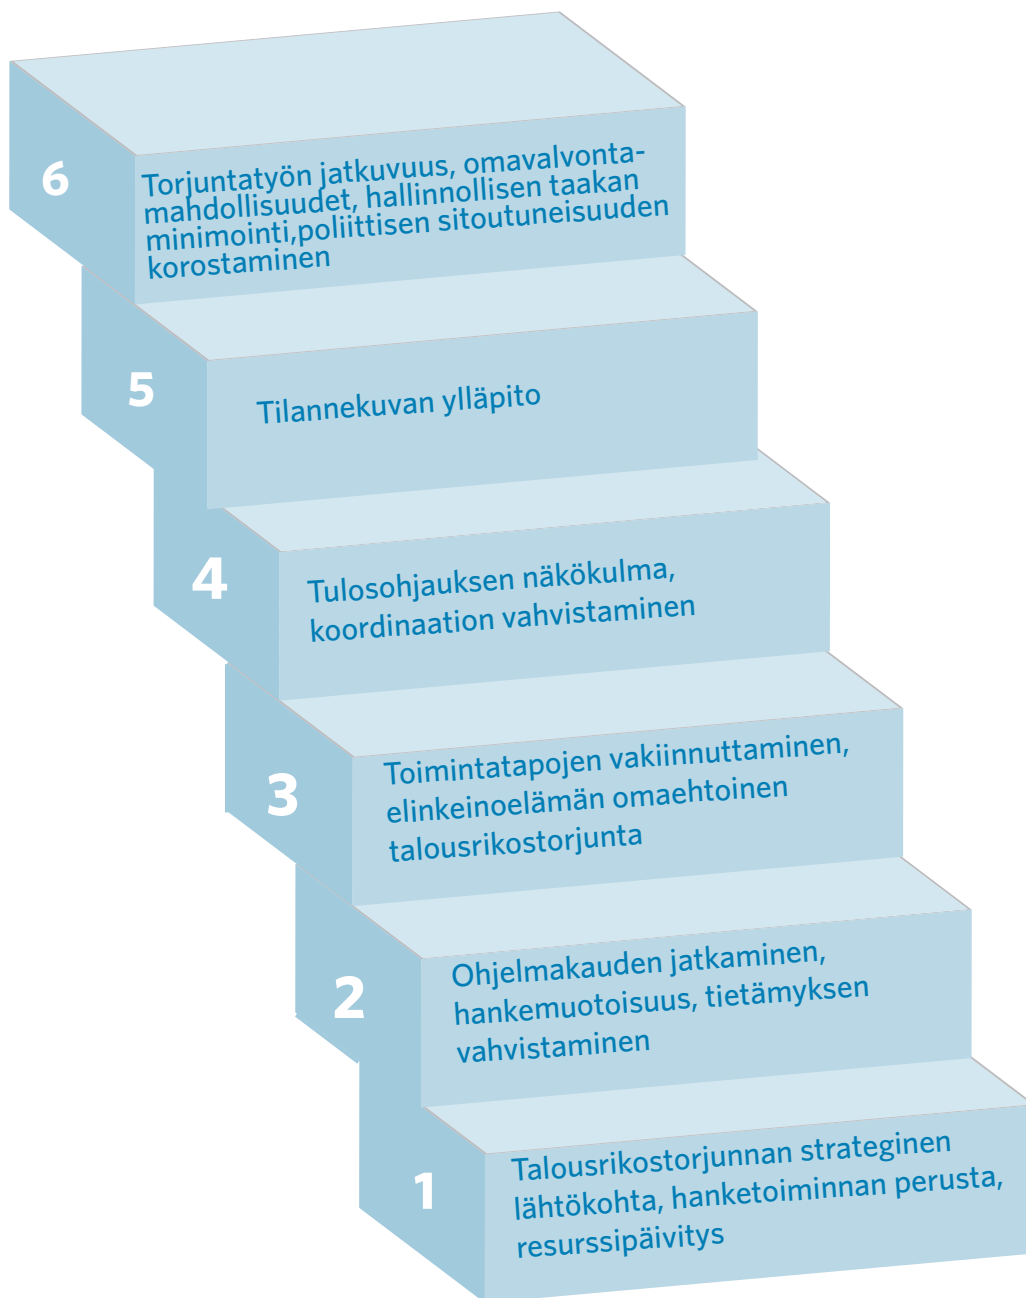 6
Torjuntatyön jatkuvuus, omavalvonta-
mahdollisuudet, hallinnollisen taakan
minimointi,poliittisen sitoutuneisuuden
korostaminen
5
Tilannekuvan ylläpito
4
Tulosohjauksen näkökulma,
koordinaation vahvistaminen
3
Toimintatapojen vakiinnuttaminen,
elinkeinoelämän omaehtoinen
talousrikostorjunta
2
Ohjelmakauden jatkaminen,
hankemuotoisuus, tietämyksen
vahvistaminen
1
Talousrikostorjunnan strateginen
lähtökohta, hanketoiminnan perusta,
resurssipäivitys